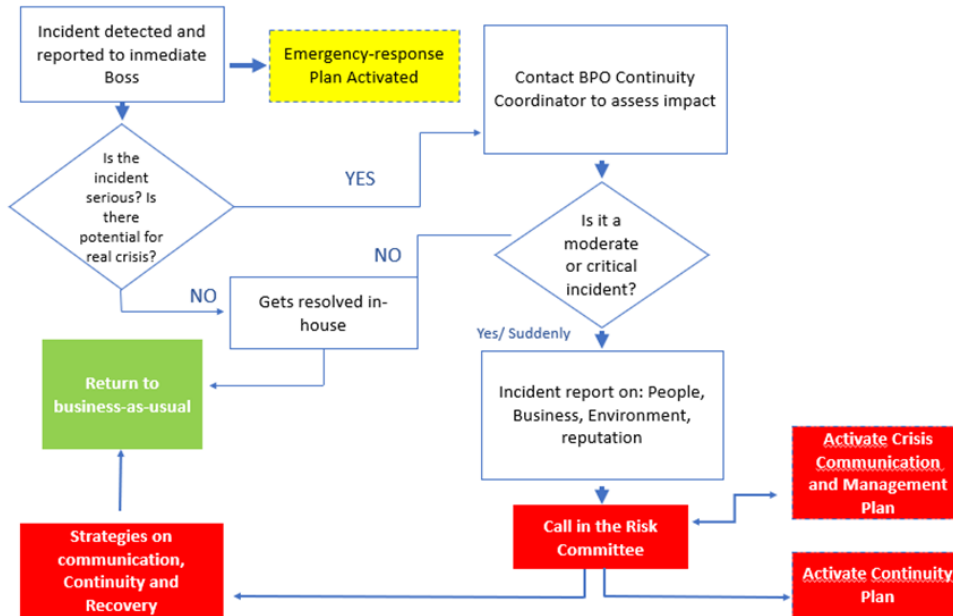 Incident detected and
reported to inmediate
Boss
Emergency-response
Plan Activated
Contact BPO Continuity
Coordinator to assess impact
Is the
incident
serious? Is
there
potential for
real crisis?
YES
Is it a
moderate
or critical
incident?
NO
NO
Gets resolved in-
house
Yes/ Suddenly
Return to
business-as-usual
Incident report on: People,
Business, Environment,
reputation
Activate Crisis
Communication
and Management
Plan
Call in the Risk
Committee
Strategies on
communication,
Continuity and
Recovery
Activate Continuity
Plan